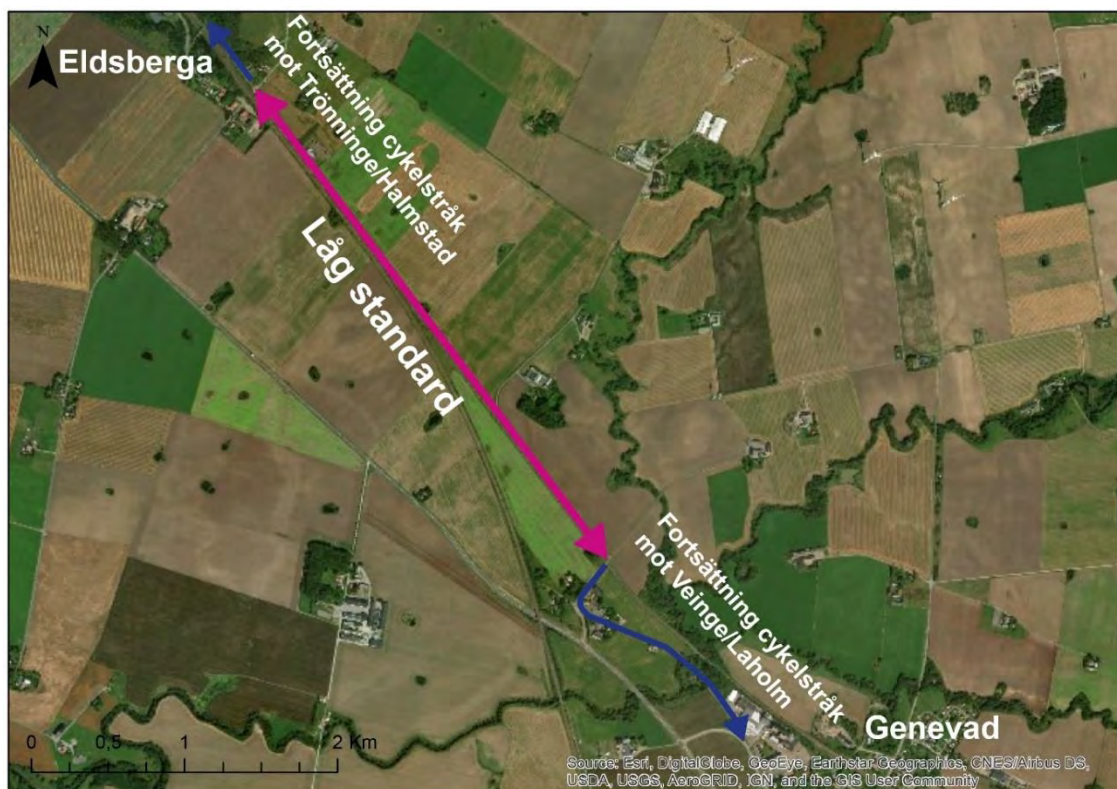 N
Eldsberga
Fortsättning cykelstråk
mot Trönninge/Halmstad
Låg standard
Fortsättning cykelstråk
mot Veinge/Laholm
Genevad
0 0,5 1 2 Km
Source: Esri, DigitalGlobe, GeoEye, Earthstar Geographics, CNES/Airbus DS,
USDA, USGS, AeroGRID, IGN, and the GIS User Community